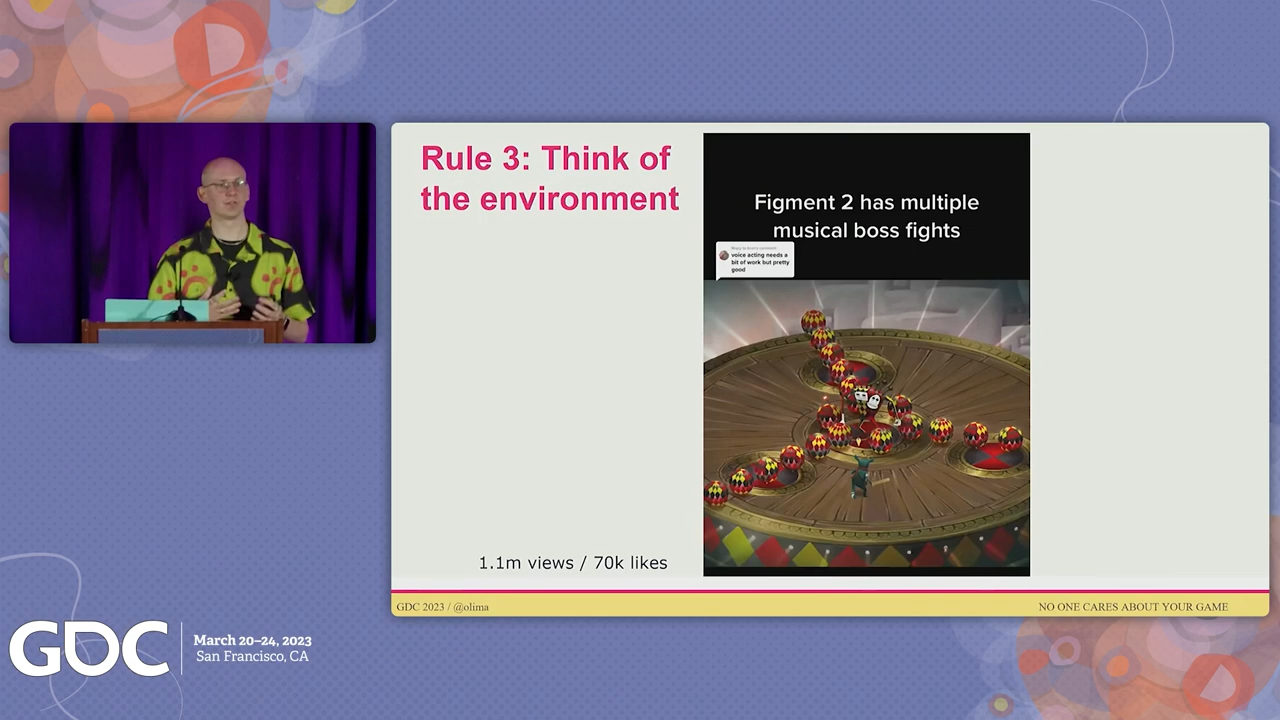 Rule 3: Think of
the environment
Figment 2 has multiple
musical boss fights
voice acting needs a
bit of work but pretty
good
1.1m views / 70k likes
GDC 2023 / @olima
NO ONE CARES ABOUT YOUR GAME
GDC
March 20–24, 2023
San Francisco, CA